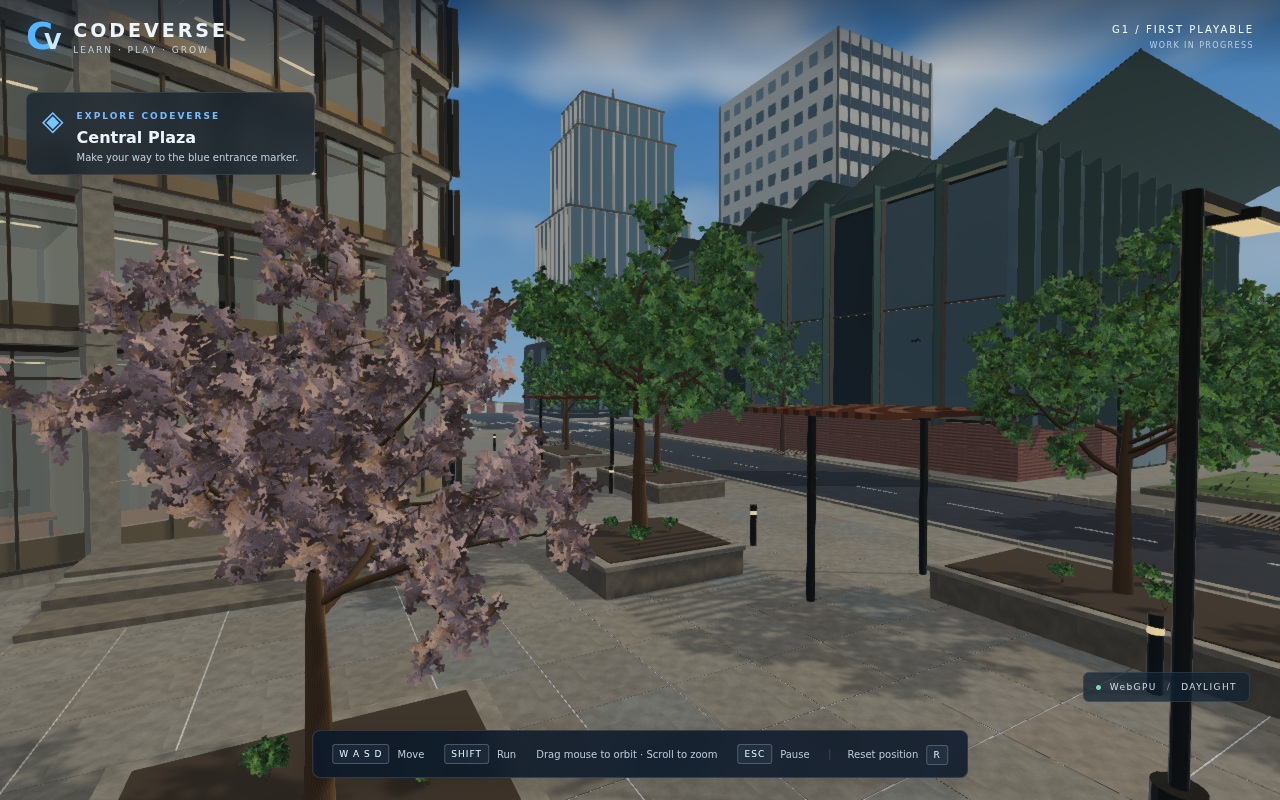 CV CODEVERSE
LEARN · PLAY · GROW
G1 / FIRST PLAYABLE
WORK IN PROGRESS
EXPLORE CODEVERSE
Central Plaza
Make your way to the blue entrance marker.
WebGPU / DAYLIGHT
W A S D Move SHIFT Run Drag mouse to orbit · Scroll to zoom ESC Pause | Reset position R